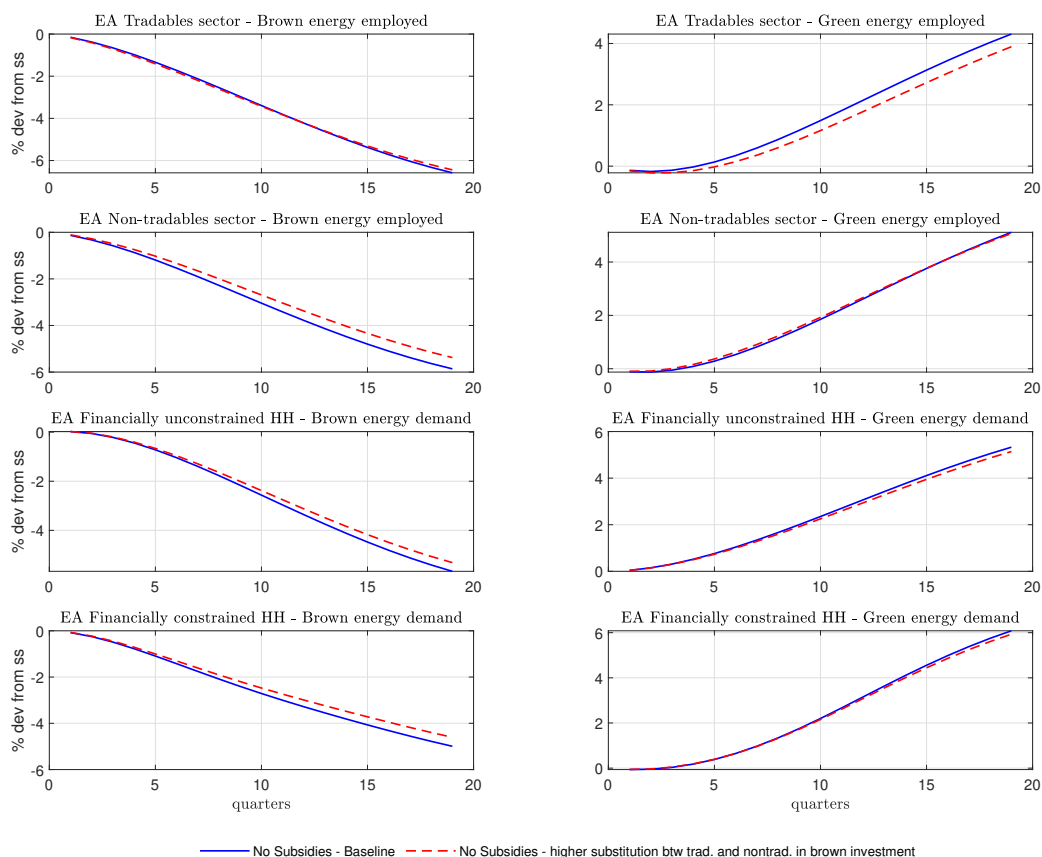 EA Tradables sector - Brown energy employed
% dev from ss
0
-2
-4
-6
0 5 10 15 20
EA Tradables sector - Green energy employed
4
2
0
0 5 10 15 20
EA Non-tradables sector - Brown energy employed
% dev from ss
0
-2
-4
-6
0 5 10 15 20
EA Non-tradables sector - Green energy employed
4
2
0
0 5 10 15 20
EA Financially unconstrained HH - Brown energy demand
% dev from ss
0
-2
-4
0 5 10 15 20
EA Financially unconstrained HH - Green energy demand
6
4
2
0
0 5 10 15 20
EA Financially constrained HH - Brown energy demand
% dev from ss
0
-2
-4
-6
0 5 10 15 20
quarters
EA Financially constrained HH - Green energy demand
6
4
2
0
0 5 10 15 20
quarters
No Subsidies - Baseline
No Subsidies - higher substitution btw trad. and nontrad. in brown investment